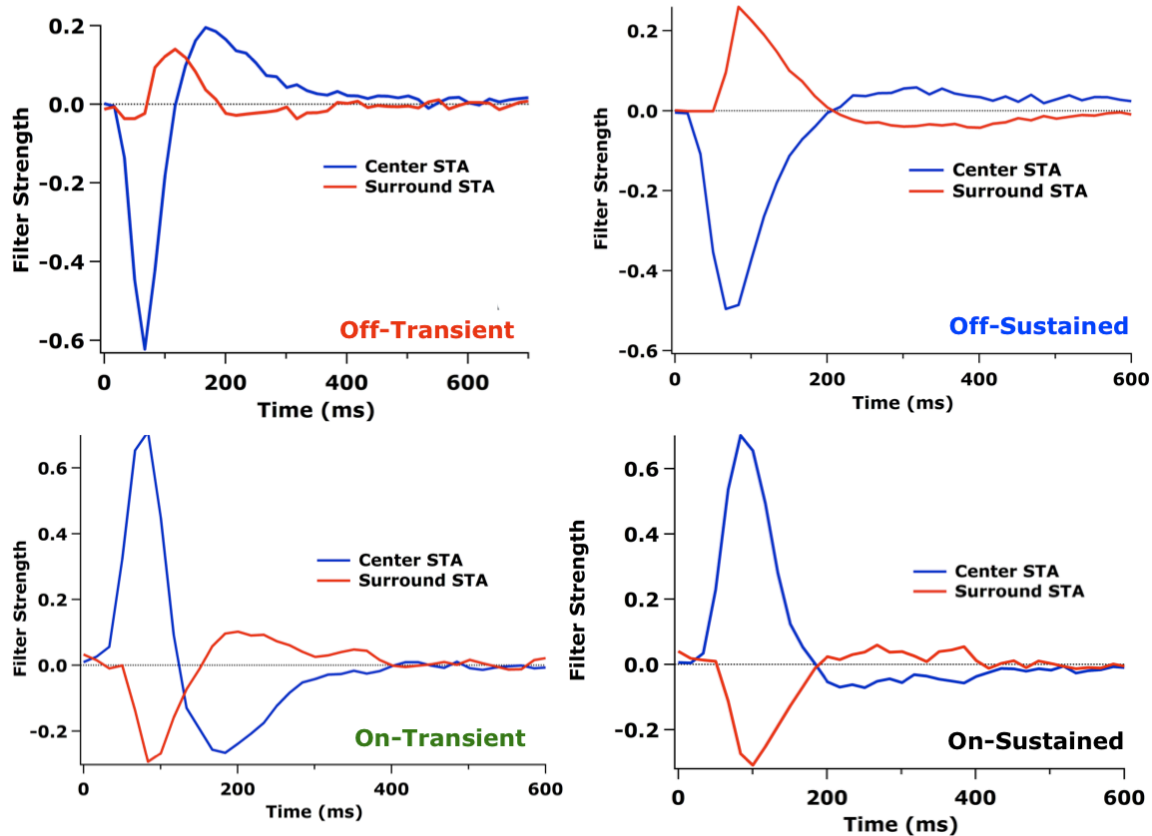 0.2
0.0
-0.2
-0.4
-0.6
Filter Strength
Center STA
Surround STA
Off-Transient
0
200
400
600
Time (ms)
0.2
0.0
-0.2
-0.4
-0.6
Filter Strength
Center STA
Surround STA
Off-Sustained
0
200
400
600
Time (ms)
0.6
0.4
0.2
0.0
-0.2
Filter Strength
Center STA
Surround STA
On-Transient
0
200
400
600
Time (ms)
0.6
0.4
0.2
0.0
-0.2
Filter Strength
Center STA
Surround STA
On-Sustained
0
200
400
600
Time (ms)